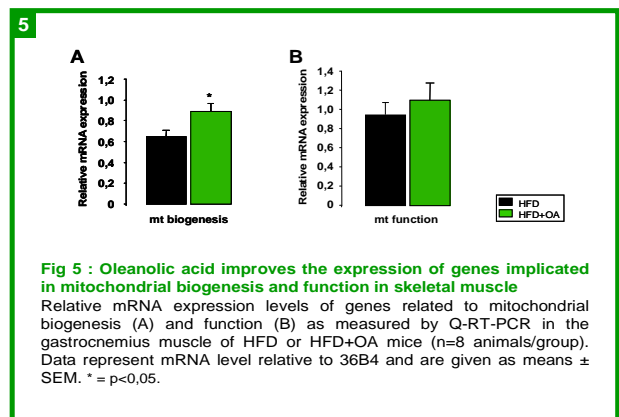 5
A
B
Relative mRNA expression
1,2
1,0
0,8
0,6
0,4
0,2
0
*
mt biogenesis
Relative mRNA expression
1,4
1,2
1,0
0,8
0,6
0,4
0,2
0
mt function
HFD
HFD+OA
Fig 5 : Oleanolic acid improves the expression of genes implicated
in mitochondrial biogenesis and function in skeletal muscle
Relative mRNA expression levels of genes related to mitochondrial
biogenesis (A) and function (B) as measured by Q-RT-PCR in the
gastrocnemius muscle of HFD or HFD+OA mice (n=8 animals/group).
Data represent mRNA level relative to 36B4 and are given as means ±
SEM. * = p<0,05.